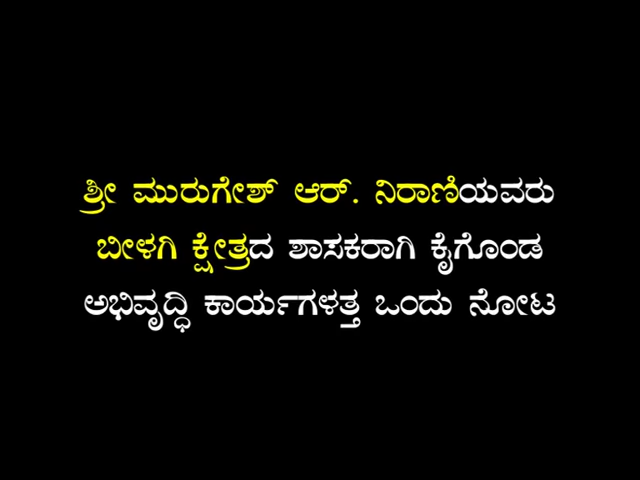 ಶ್ರೀ ಮುರುಗೇಶ್ ಆರ್. ನಿರಾಣಿಯವರು
ಬೀಳಗಿ ಕ್ಷೇತ್ರದ ಶಾಸಕರಾಗಿ ಕೈಗೊಂಡ
ಅಭಿವೃದ್ಧಿ ಕಾರ್ಯಗಳತ್ತ ಒಂದು ನೋಟ